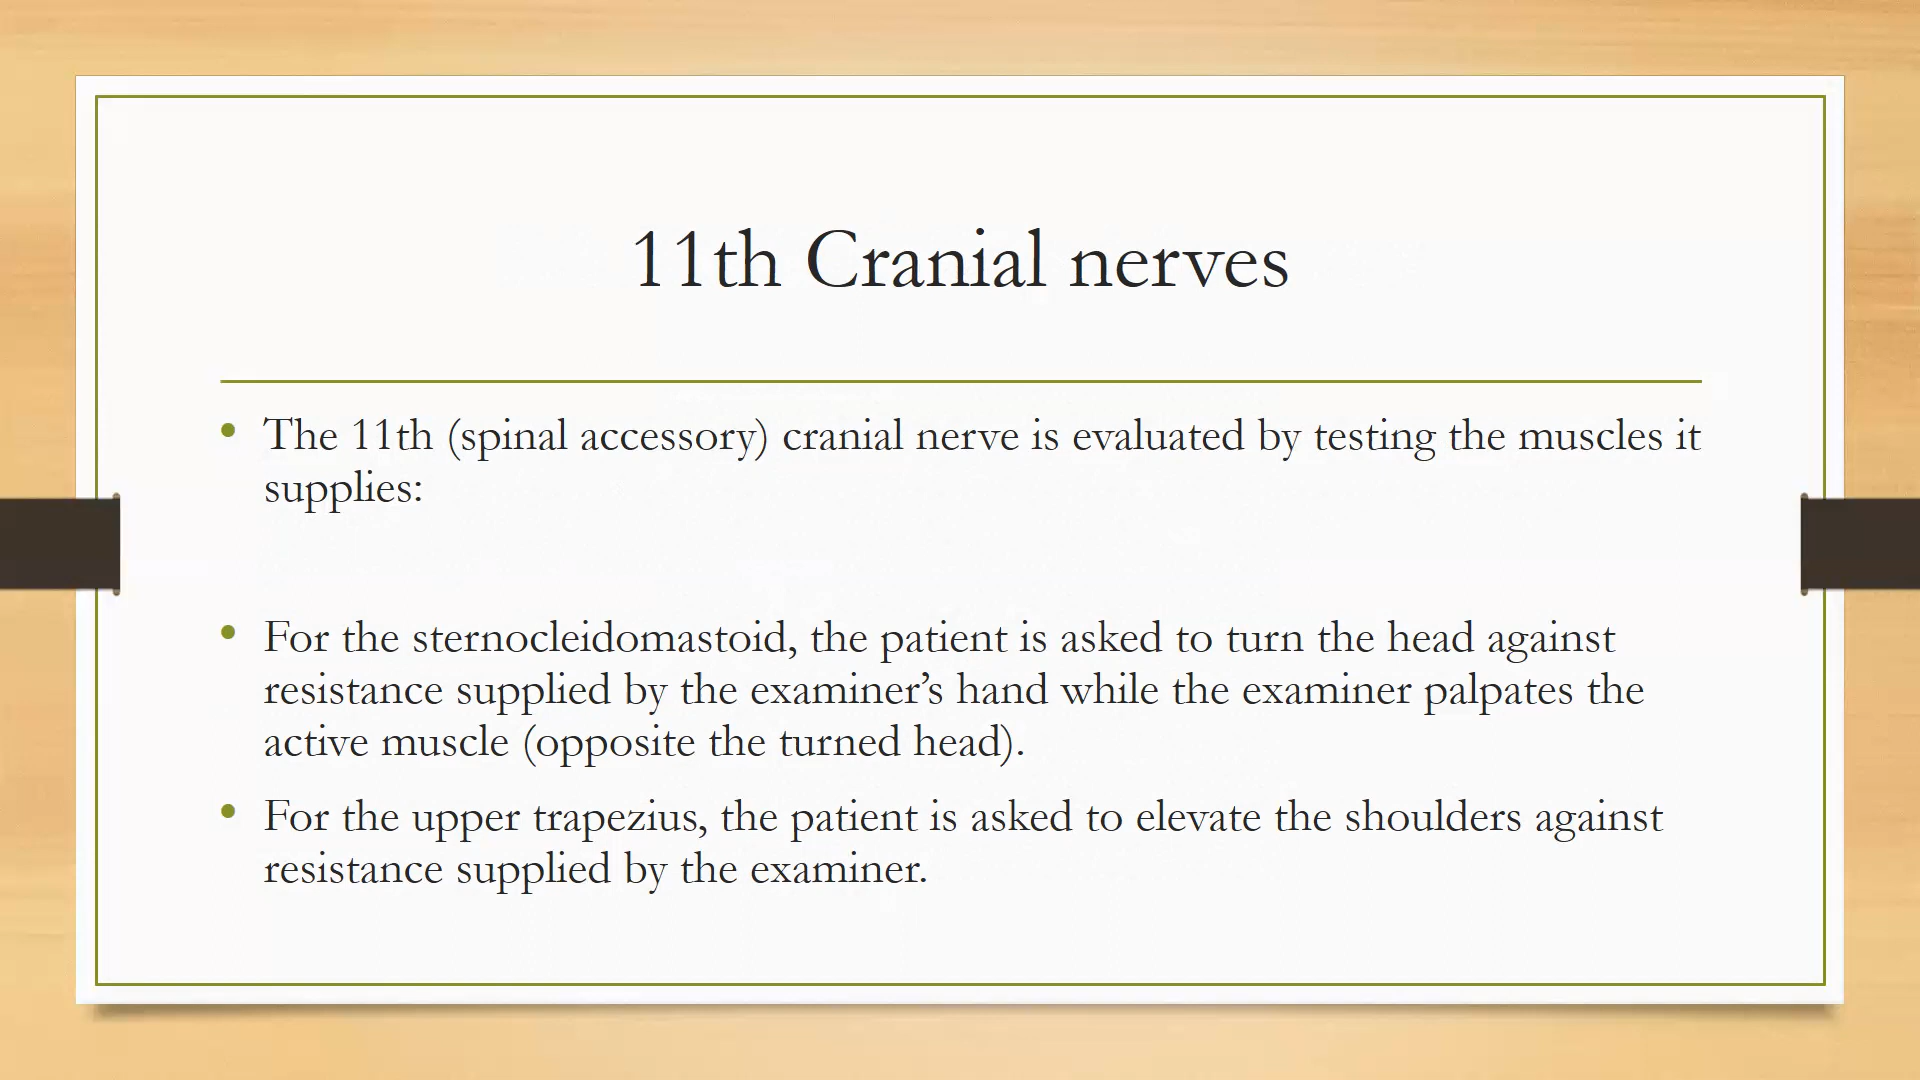 11th Cranial nerves
• The 11th (spinal accessory) cranial nerve is evaluated by testing the muscles it
supplies:
• For the sternocleidomastoid, the patient is asked to turn the head against
resistance supplied by the examiner’s hand while the examiner palpates the
active muscle (opposite the turned head).
• For the upper trapezius, the patient is asked to elevate the shoulders against
resistance supplied by the examiner.